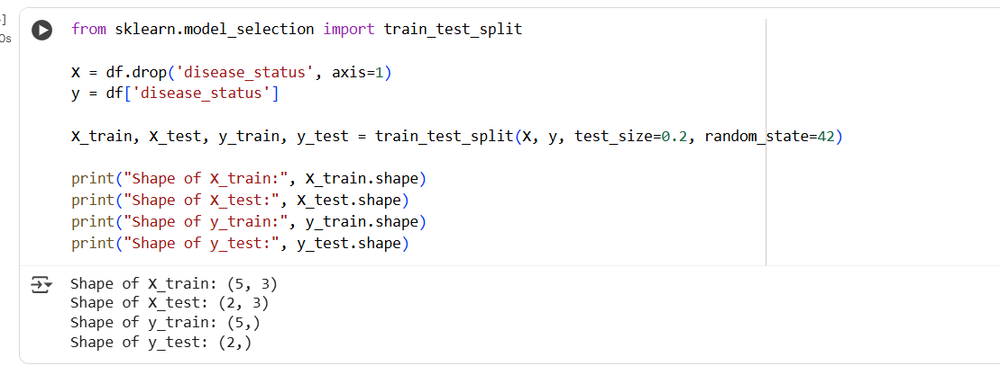 ]
0s
from sklearn.model_selection import train_test_split
X = df.drop('disease_status', axis=1)
y = df['disease_status']
X_train, X_test, y_train, y_test = train_test_split(X, y, test_size=0.2, random_state=42)
print("Shape of X_train:", X_train.shape)
print("Shape of X_test:", X_test.shape)
print("Shape of y_train:", y_train.shape)
print("Shape of y_test:", y_test.shape)
Shape of X_train: (5, 3)
Shape of X_test: (2, 3)
Shape of y_train: (5,)
Shape of y_test: (2,)